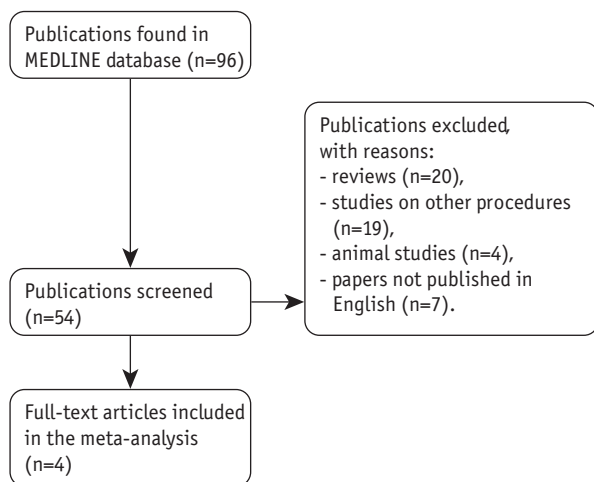 Publications found in
MEDLINE database (n=96)
Publications excluded,
with reasons:
- reviews (n=20),
- studies on other procedures
(n=19),
- animal studies (n=4),
- papers not published in
English (n=7).
Publications screened
(n=54)
Full-text articles included
in the meta-analysis
(n=4)